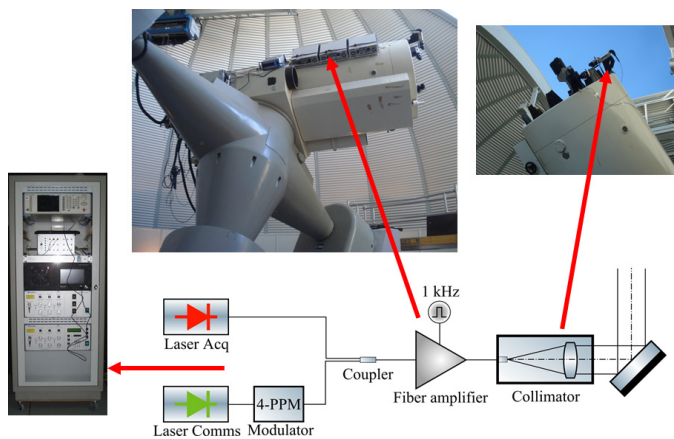 1 kHz
Laser Acq
Coupler
Fiber amplifier
Collimator
4-PPM
Laser Comms
Modulator